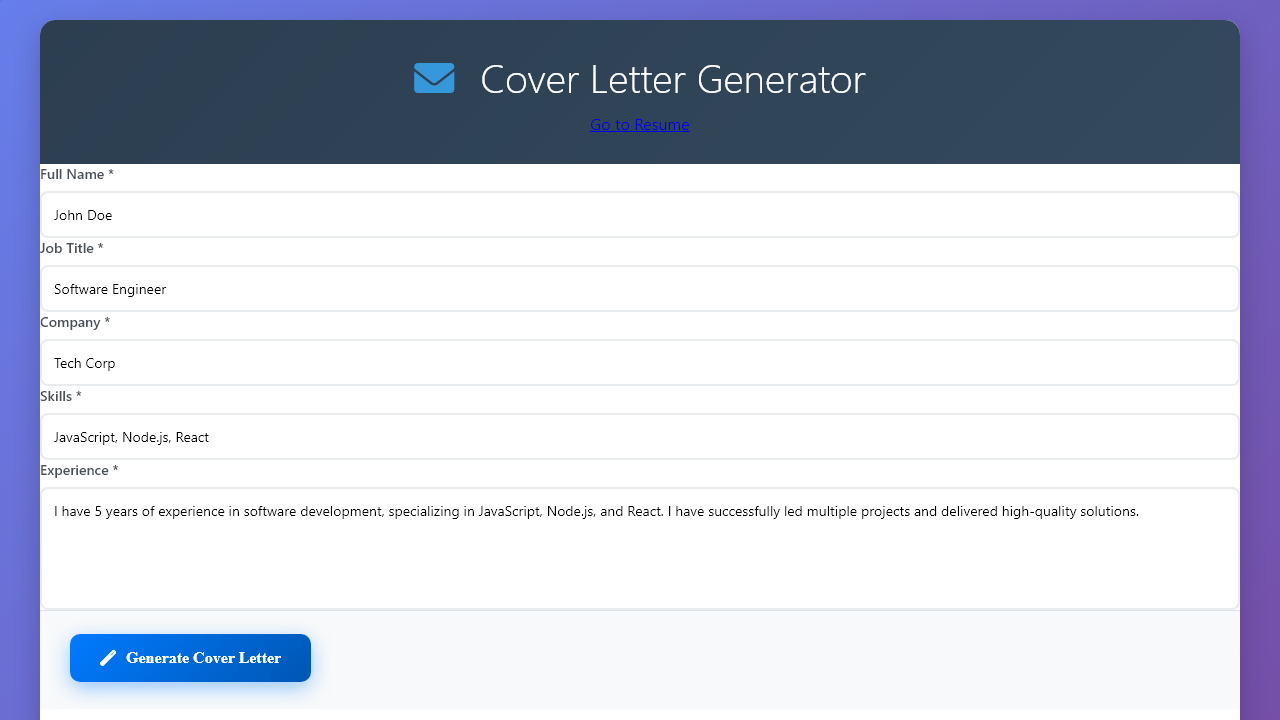 Cover Letter Generator
Go to Resume
Full Name *
John Doe
Job Title *
Software Engineer
Company *
Tech Corp
Skills *
JavaScript, Node.js, React
Experience *
I have 5 years of experience in software development, specializing in JavaScript, Node.js, and React. I have successfully led multiple projects and delivered high-quality solutions.
Generate Cover Letter